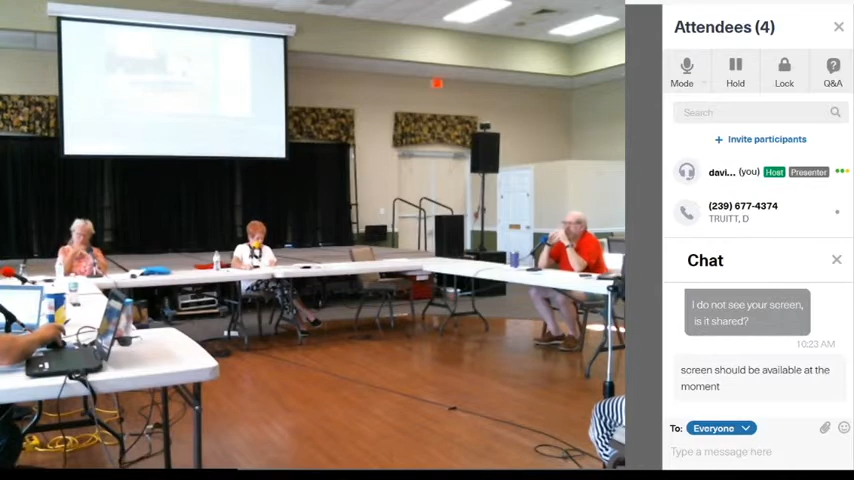 Attendees (4)
Mode
Hold
Lock
Q&A
Search
+ Invite participants
davi... (you) Host Presenter
(239) 677-4374
TRUITT, D
Chat
I do not see your screen,
is it shared?
10:23 AM
screen should be available at the
moment
To: Everyone
Type a message here